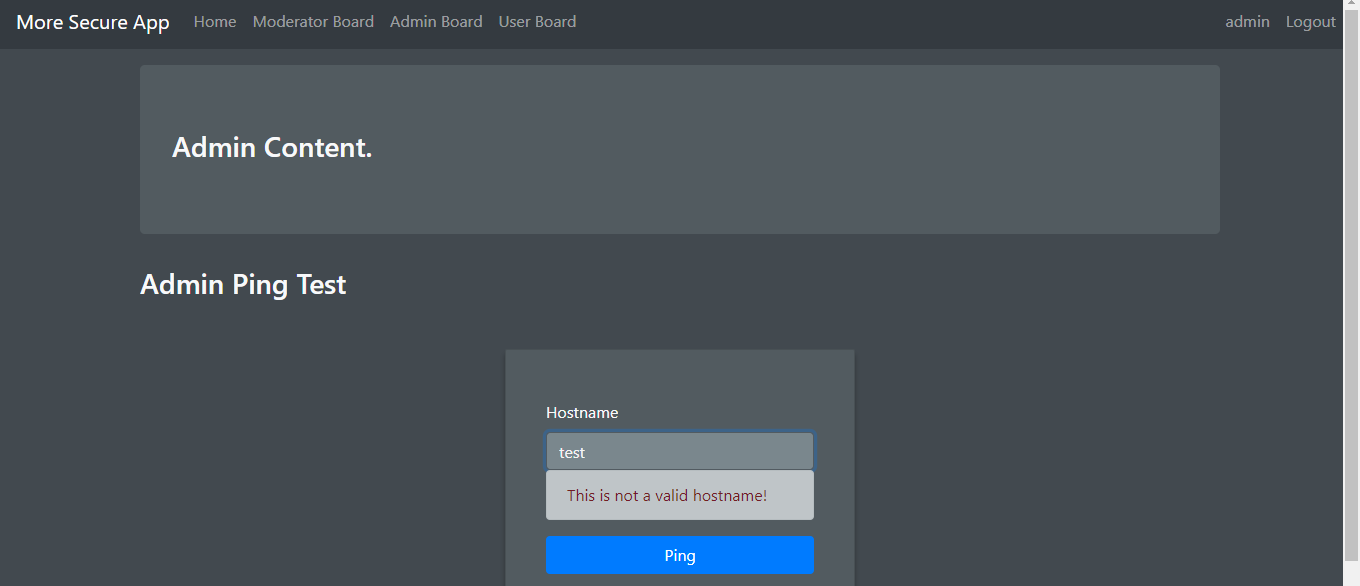 More Secure App Home Moderator Board Admin Board User Board admin Logout
Admin Content.
Admin Ping Test
Hostname
test
This is not a valid hostname!
Ping